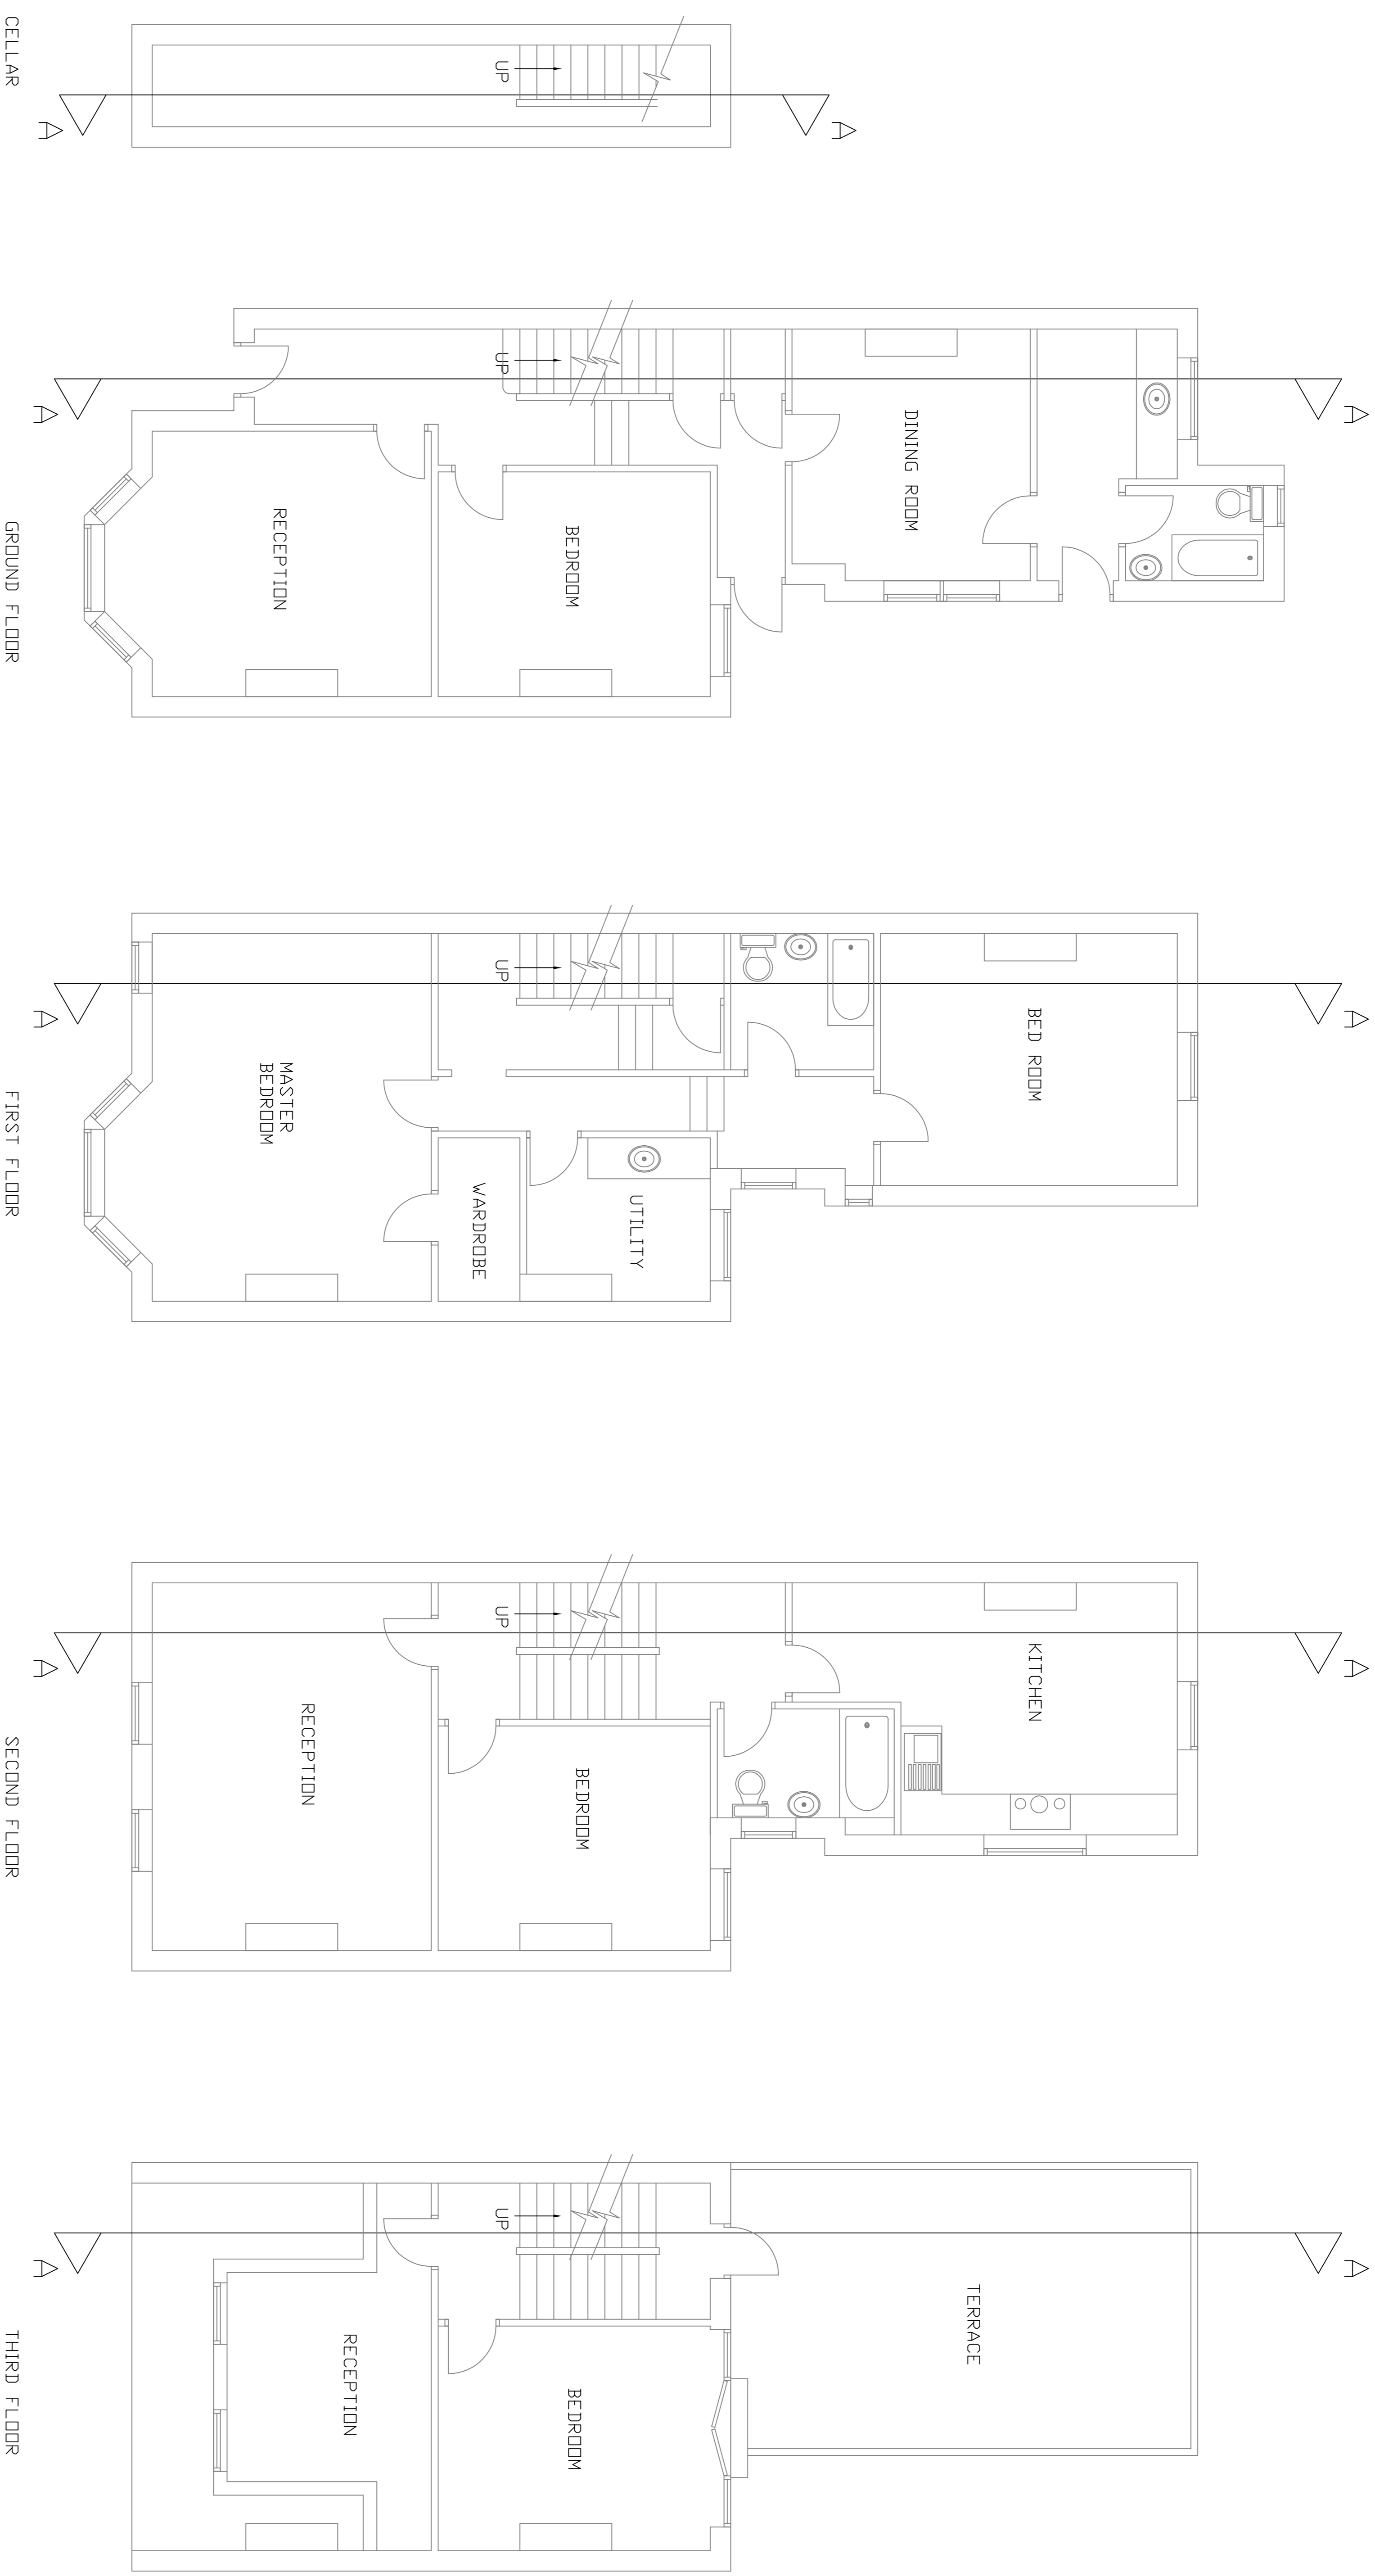 CELLAR
UP
A
A
GROUND FLOOR
UP
DINING ROOM
RECEPTION
BEDROOM
A
A
FIRST FLOOR
UP
BED ROOM
MASTER
BEDROOM
WARDROBE
UTILITY
A
A
SECOND FLOOR
UP
KITCHEN
RECEPTION
BEDROOM
A
A
THIRD FLOOR
UP
TERRACE
RECEPTION
BEDROOM
A
A